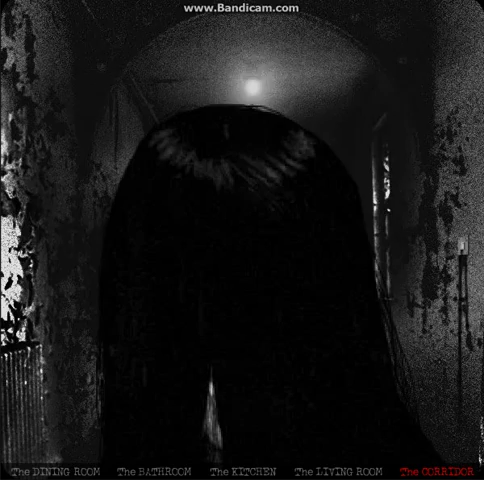 www.Bandicam.com
The DINING ROOM The BATHROOM The KITCHEN The LIVING ROOM The CORRIDOR